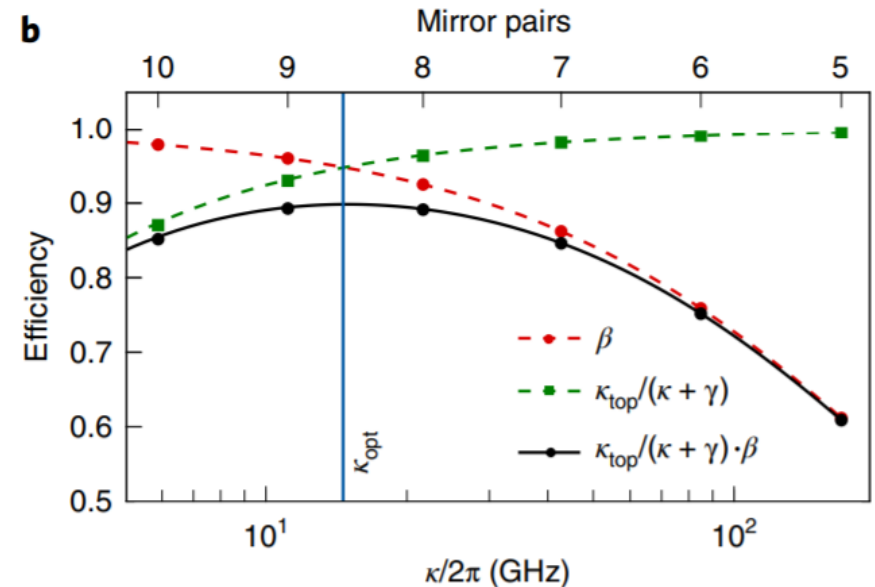 b
Mirror pairs
10 9 8 7 6 5
1.0
0.9
0.8
0.7
0.6
0.5
Efficiency
κopt
β
κtop/(κ + γ)
κtop/(κ + γ)·β
10¹ 10²
κ/2π (GHz)